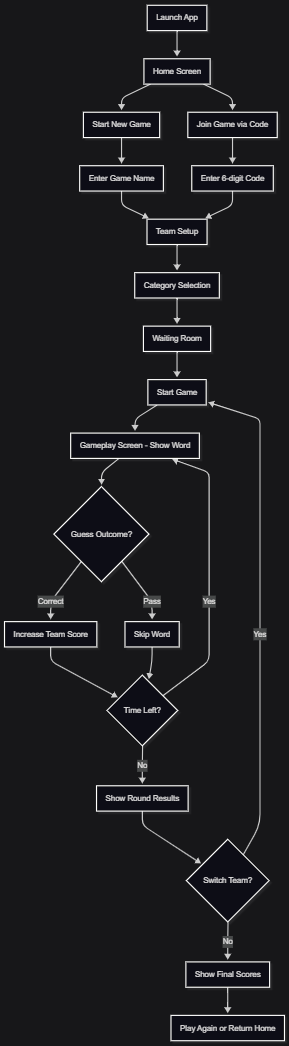 Launch App
Home Screen
Start New Game
Join Game via Code
Enter Game Name
Enter 6-digit Code
Team Setup
Category Selection
Waiting Room
Start Game
Gameplay Screen - Show Word
Guess Outcome?
Correct
Pass
Yes
Increase Team Score
Skip Word
Yes
Time Left?
No
Show Round Results
Switch Team?
No
Show Final Scores
Play Again or Return Home